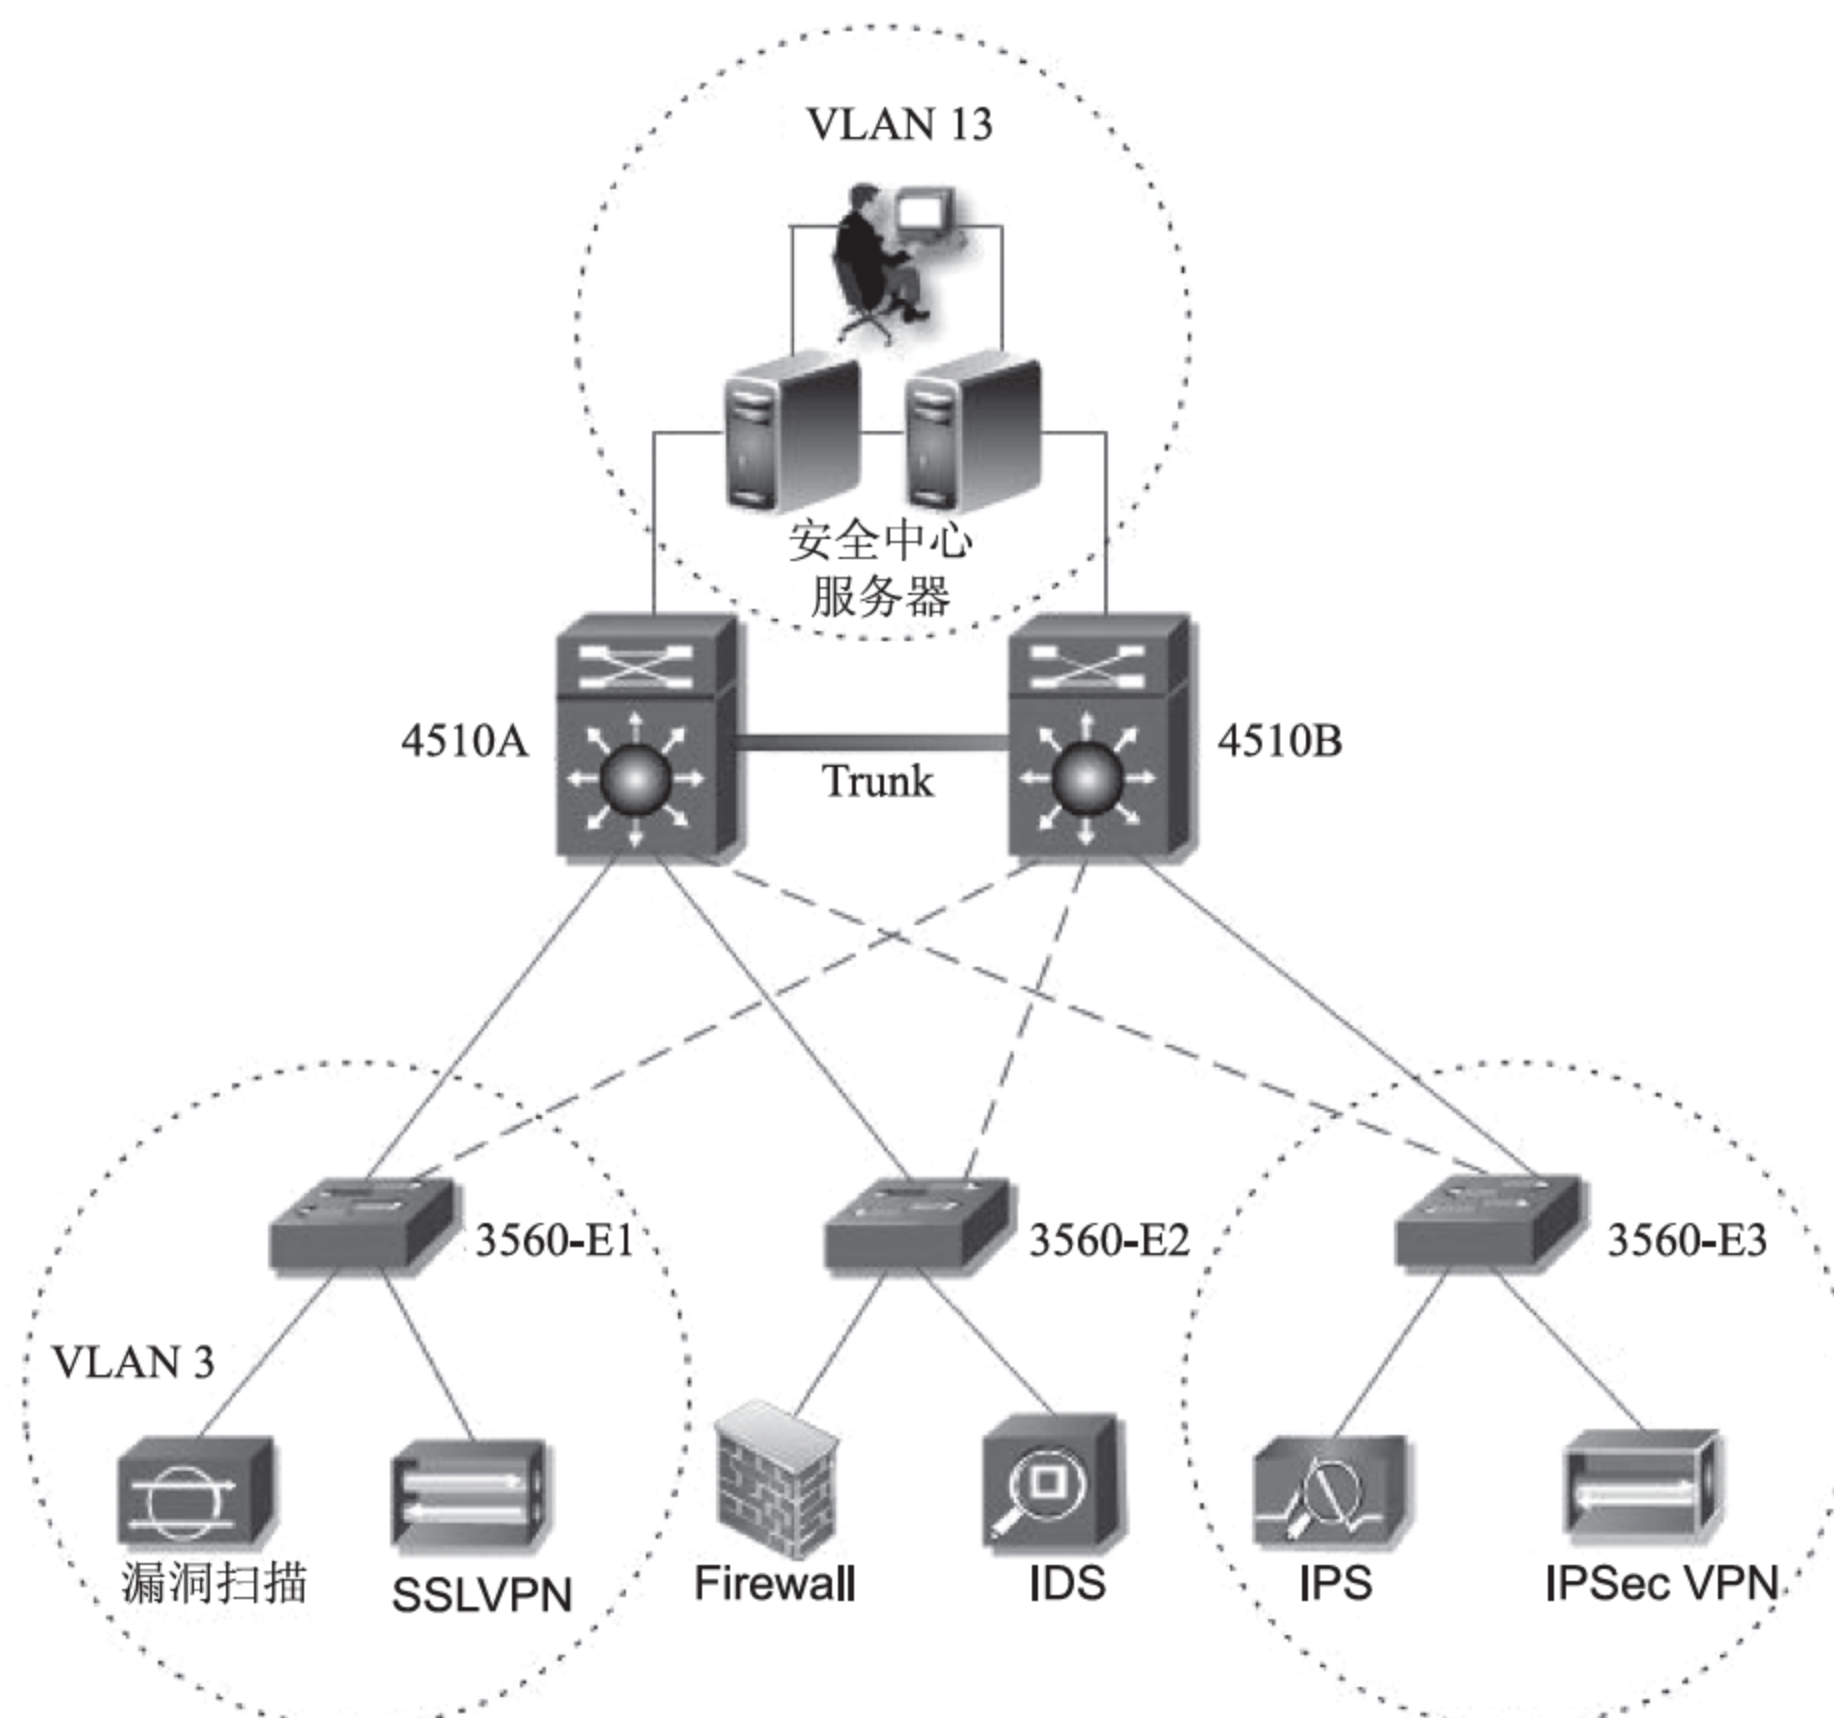 VLAN 13
安全中心
服务器
4510A
Trunk
4510B
3560-E1
3560-E2
3560-E3
VLAN 3
漏洞扫描
SSLVPN
Firewall
IDS
IPS
IPSec VPN